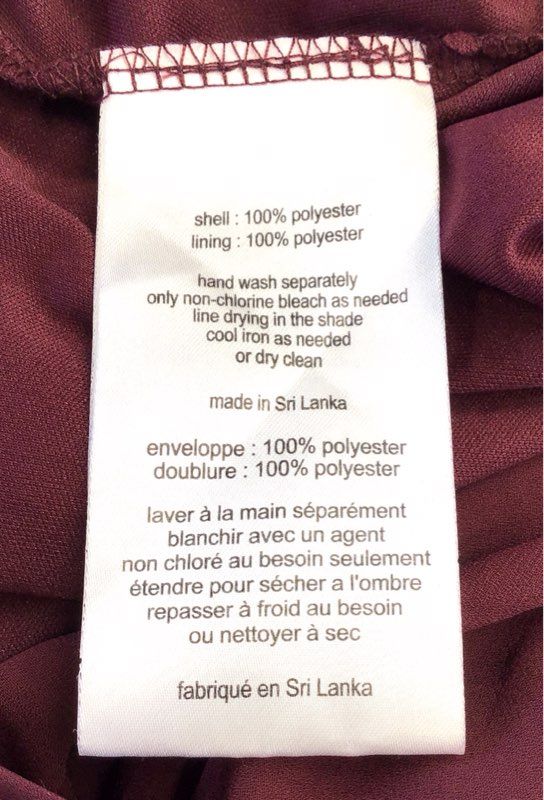 shell : 100% polyester
lining : 100% polyester
hand wash separately
only non-chlorine bleach as needed
line drying in the shade
cool iron as needed
or dry clean
made in Sri Lanka
enveloppe : 100% polyester
doublure : 100% polyester
laver à la main séparément
blanchir avec un agent
non chloré au besoin seulement
étendre pour sécher a l'ombre
repasser à froid au besoin
ou nettoyer à sec
fabriqué en Sri Lanka